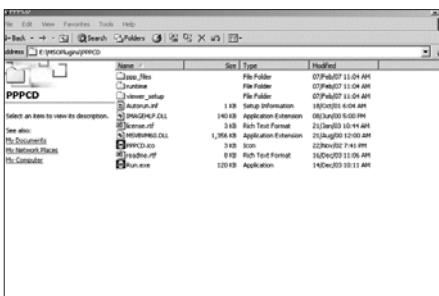 File Edit View Favorites Tools Help
Back Search Folders
Address E:\MSOPlugin\PPPCD
Name Size Type Modified
ppp_files File Folder 07/Feb/07 11:04 AM
runtime File Folder 07/Feb/07 11:04 AM
viewer_setup File Folder 07/Feb/07 11:04 AM
Autorun.inf 1 KB Setup Information 18/Oct/01 6:04 AM
IMAGEHLP.DLL 140 KB Application Extension 08/Jun/00 5:00 PM
license.rtf 3 KB Rich Text Format 21/Jan/03 10:44 AM
MSVBVM60.DLL 1,356 KB Application Extension 21/Aug/00 12:00 AM
PPPCD.ico 3 KB Icon 22/Nov/02 7:41 PM
readme.rtf 8 KB Rich Text Format 16/Dec/03 11:06 AM
Run.exe 120 KB Application 14/Dec/03 10:11 AM
PPPCD
Select an item to view its description.
See also:
My Documents
My Network Places
My Computer